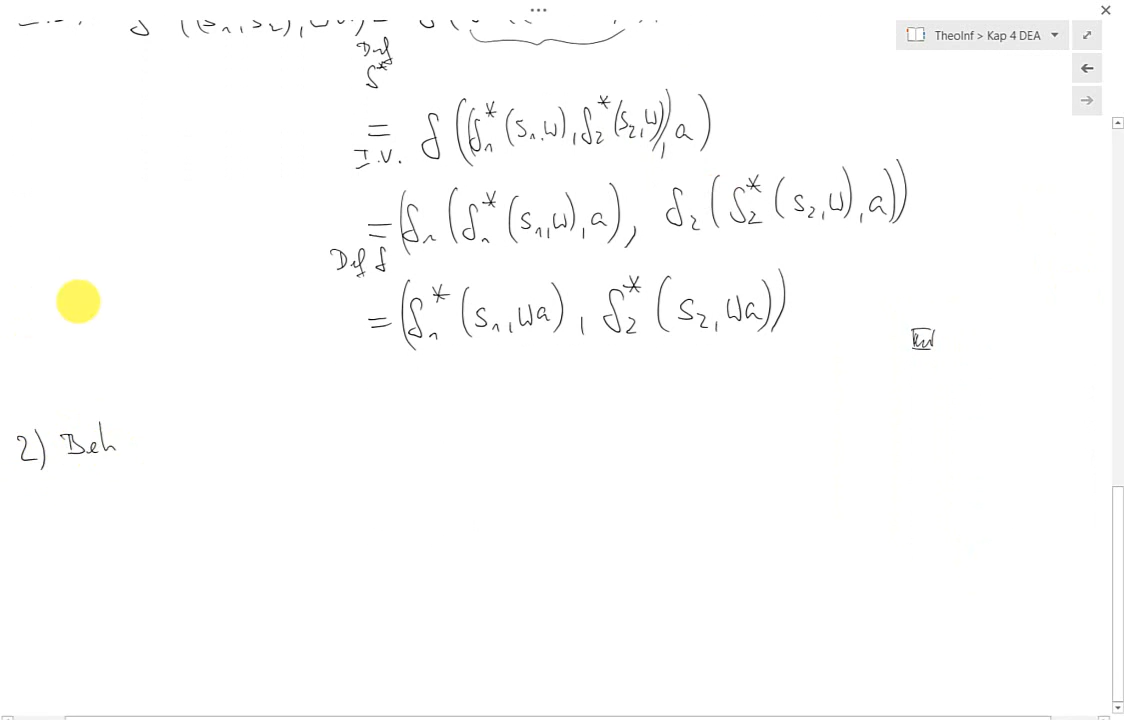 TheoInf > Kap 4 DEA
Def
δ*
= δ((δ₁*(s₁,w), δ₂*(s₂,w)), a)
I.V.
= (δ₁(δ₁*(s₁,w),a), δ₂(δ₂*(s₂,w),a))
Def δ
= (δ₁*(s₁,wa), δ₂*(s₂,wa))
2) Beh